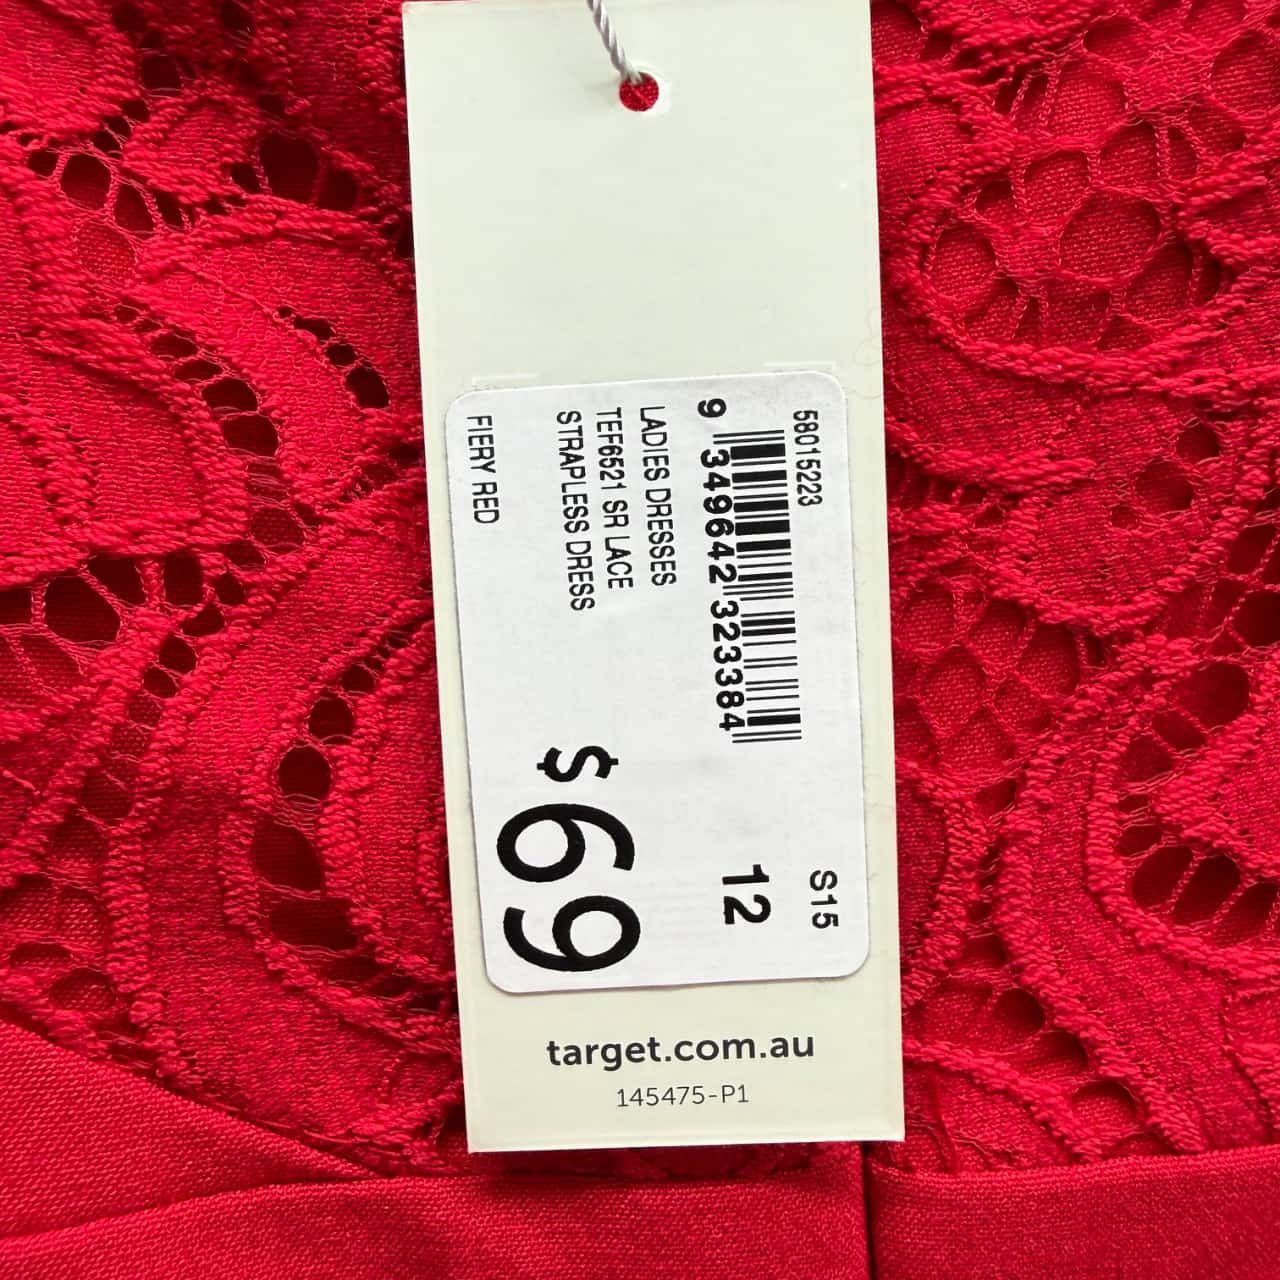 58015223
S15
9 349642 323384
12
LADIES DRESSES
TEF6521 SR LACE
STRAPLESS DRESS
$69
FIERY RED
target.com.au
145475-P1